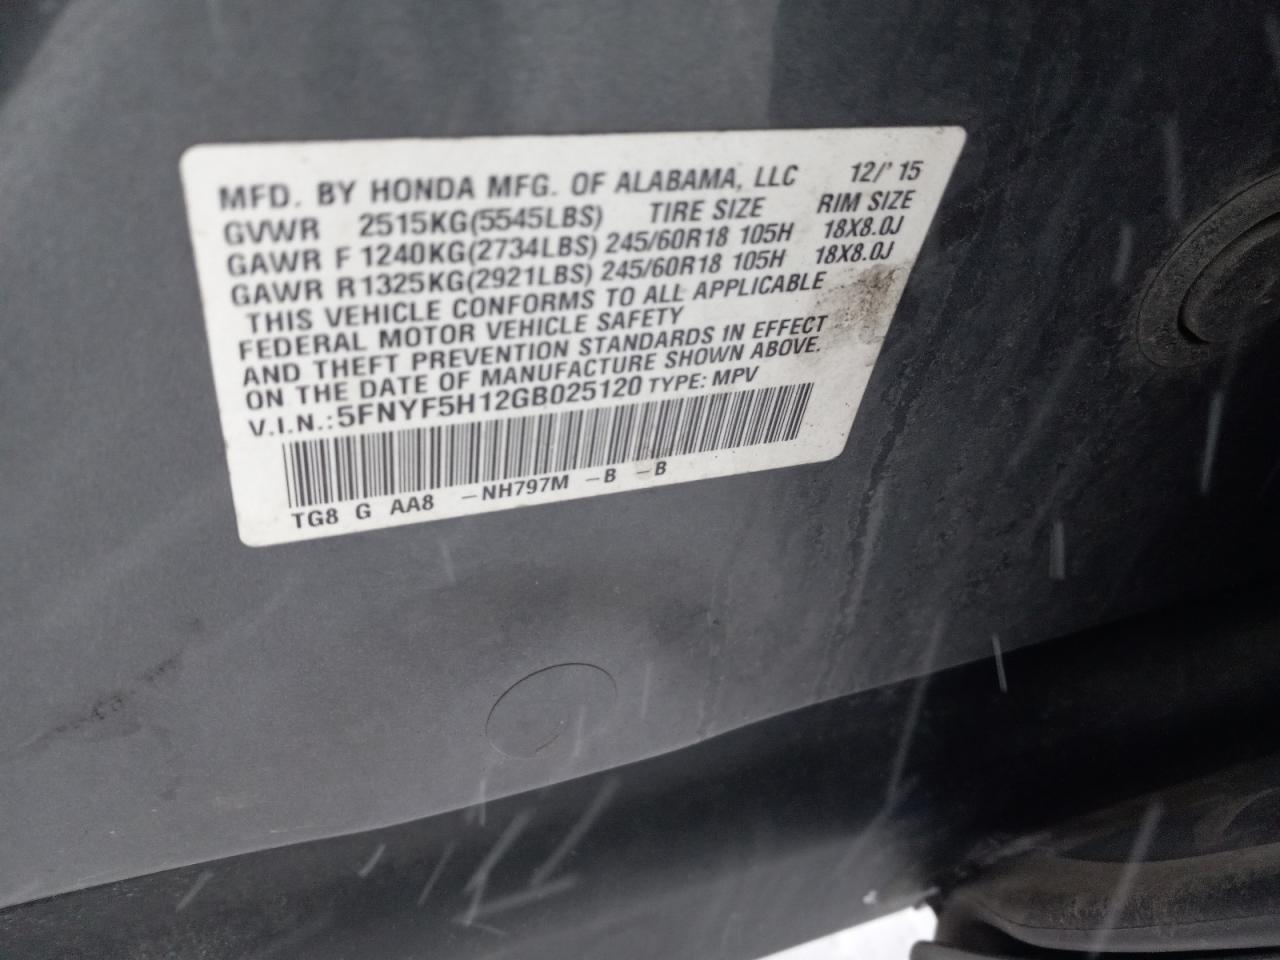 MFD. BY HONDA MFG. OF ALABAMA, LLC 12/' 15
GVWR 2515KG(5545LBS) TIRE SIZE RIM SIZE
GAWR F 1240KG(2734LBS) 245/60R18 105H 18X8.0J
GAWR R 1325KG(2921LBS) 245/60R18 105H 18X8.0J
THIS VEHICLE CONFORMS TO ALL APPLICABLE
FEDERAL MOTOR VEHICLE SAFETY
AND THEFT PREVENTION STANDARDS IN EFFECT
ON THE DATE OF MANUFACTURE SHOWN ABOVE.
V.I.N.:5FNYF5H12GB025120 TYPE: MPV
TG8 G AA8 -NH797M -B -B